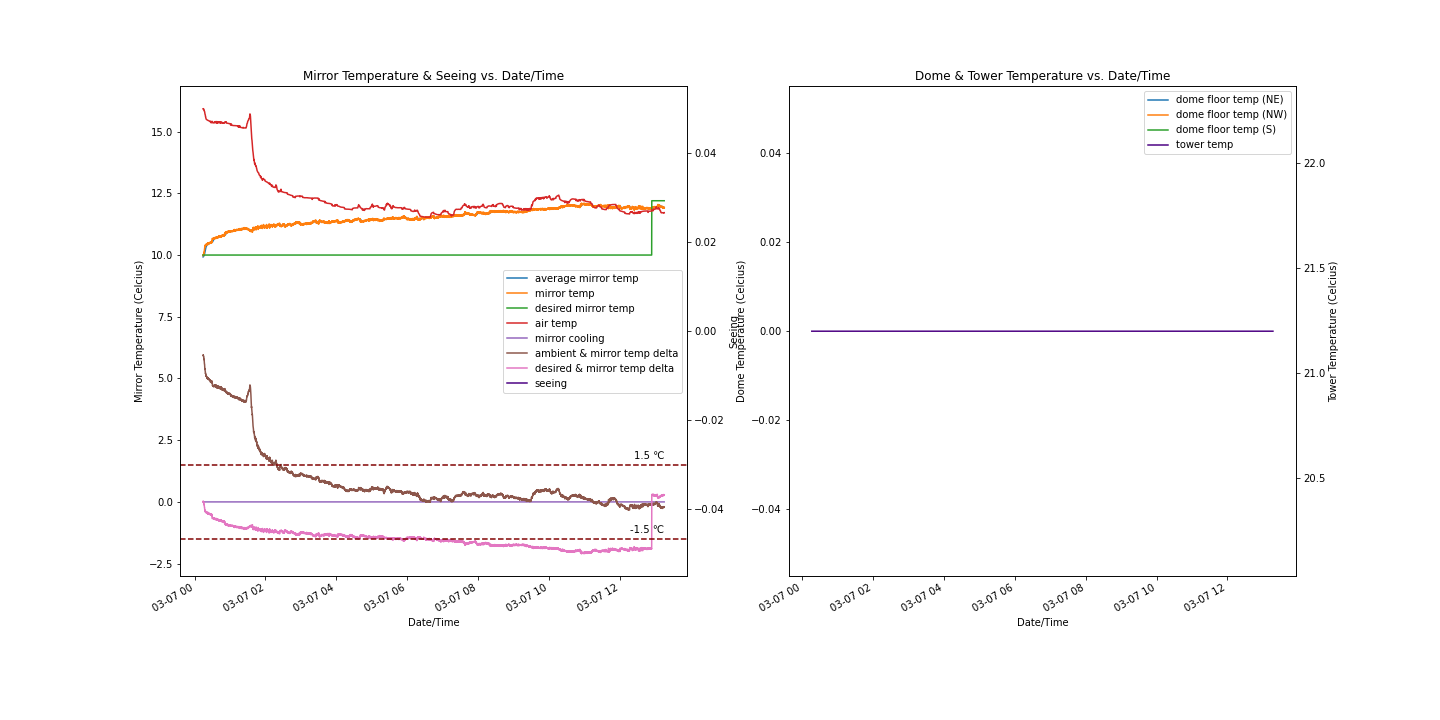 Mirror Temperature & Seeing vs. Date/Time
Mirror Temperature (Celcius)
15.0
12.5
10.0
7.5
5.0
2.5
0.0
−2.5
0.04
0.02
0.00
−0.02
−0.04
Seeing
average mirror temp
mirror temp
desired mirror temp
air temp
mirror cooling
ambient & mirror temp delta
desired & mirror temp delta
seeing
1.5 ℃
-1.5 ℃
03-07 00
03-07 02
03-07 04
03-07 06
03-07 08
03-07 10
03-07 12
Date/Time
Dome & Tower Temperature vs. Date/Time
Dome Temperature (Celcius)
0.04
0.02
0.00
−0.02
−0.04
dome floor temp (NE)
dome floor temp (NW)
dome floor temp (S)
tower temp
22.0
21.5
21.0
20.5
Tower Temperature (Celcius)
03-07 00
03-07 02
03-07 04
03-07 06
03-07 08
03-07 10
03-07 12
Date/Time